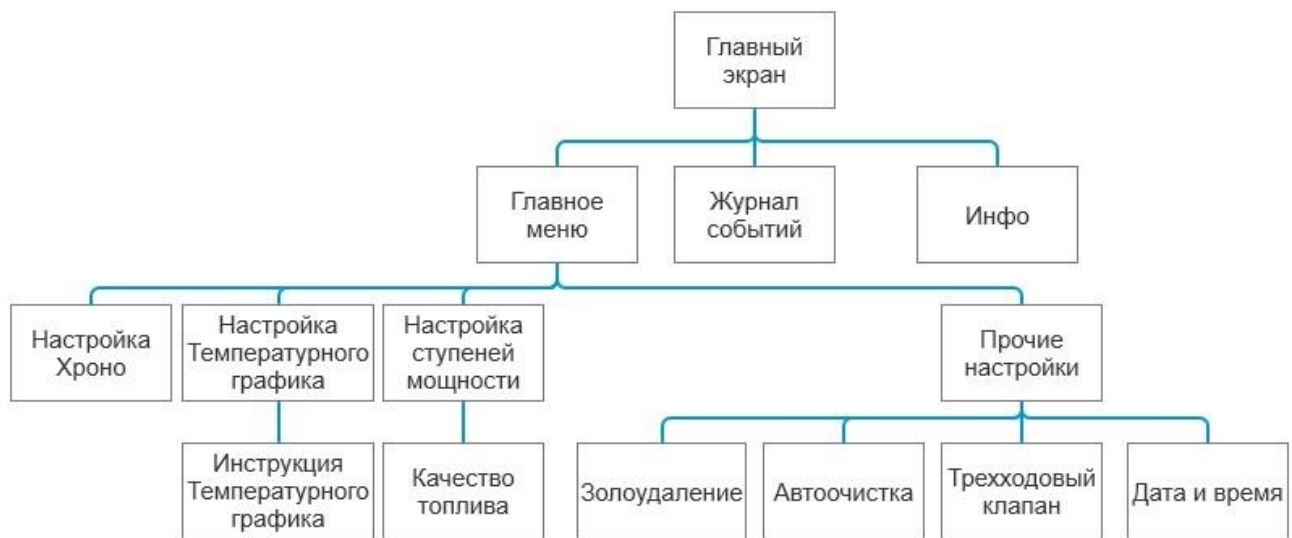 Главный
экран
Главное
меню
Журнал
событий
Инфо
Настройка
Хроно
Настройка
Температурного
графика
Настройка
ступеней
мощности
Прочие
настройки
Инструкция
Температурного
графика
Качество
топлива
Золоудаление
Автоочистка
Трехходовый
клапан
Дата и время